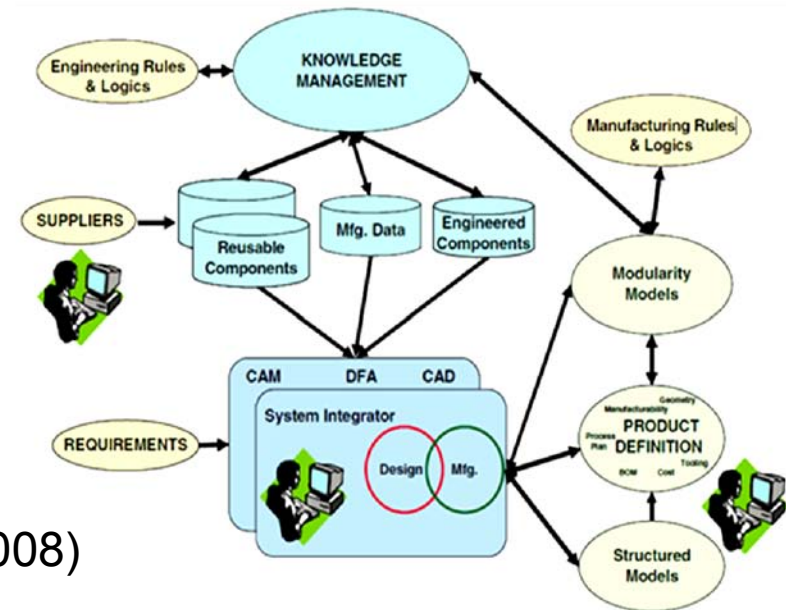 KNOWLEDGE
MANAGEMENT
Engineering Rules
& Logics
Manufacturing Rules
& Logics
SUPPLIERS
Reusable
Components
Mfg. Data
Engineered
Components
Modularity
Models
CAM DFA CAD
System Integrator
Design
Mfg.
REQUIREMENTS
Geometry
Manufacturability
PRODUCT
Process
Plan
DEFINITION
Tooling
BOM
Cost
Structured
Models
008)